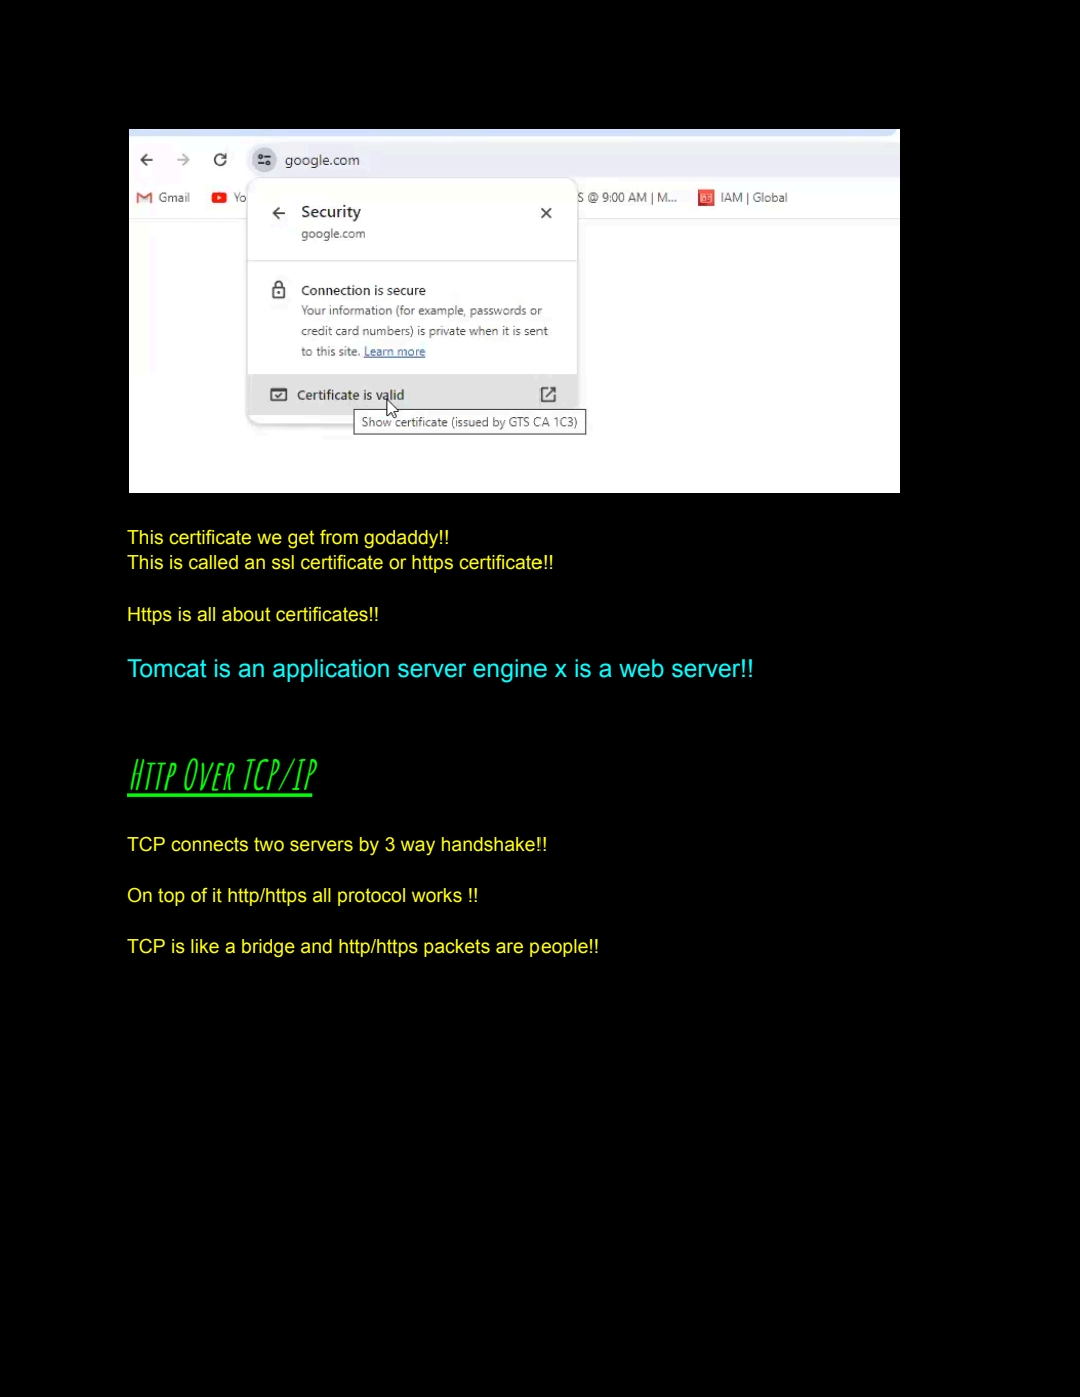 google.com
Gmail
Yo
S @ 9:00 AM | M...
IAM | Global
Security
google.com
Connection is secure
Your information (for example, passwords or
credit card numbers) is private when it is sent
to this site. Learn more
Certificate is valid
Show certificate (issued by GTS CA 1C3)
This certificate we get from godaddy!!
This is called an ssl certificate or https certificate!!
Https is all about certificates!!
Tomcat is an application server engine x is a web server!!
Http Over TCP/IP
TCP connects two servers by 3 way handshake!!
On top of it http/https all protocol works !!
TCP is like a bridge and http/https packets are people!!